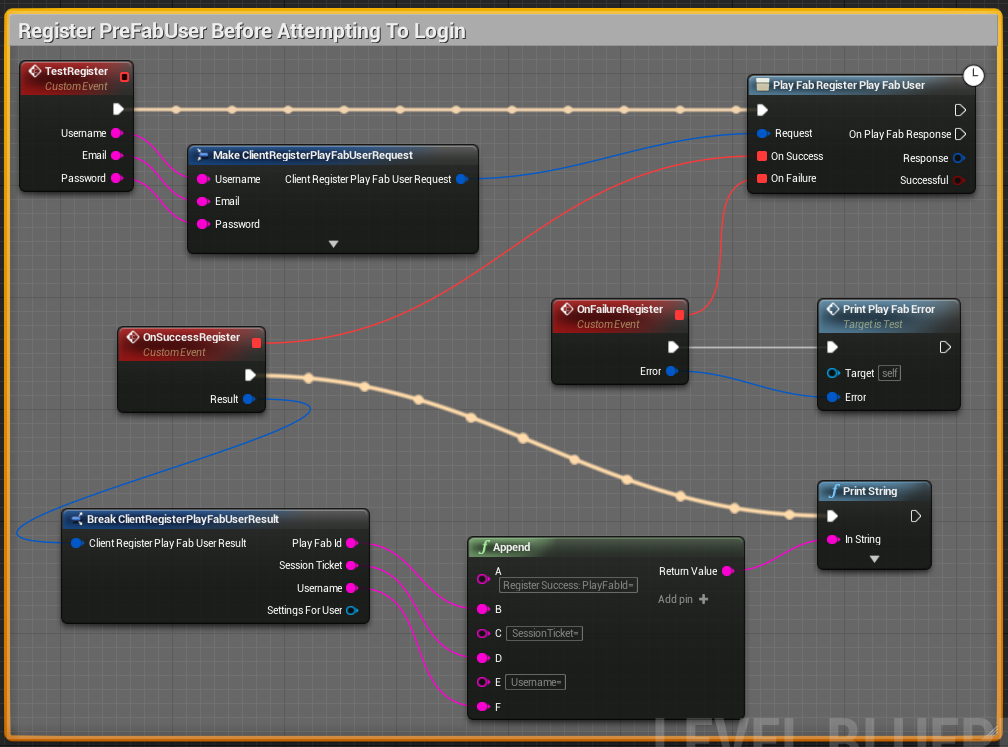 Register PreFabUser Before Attempting To Login
TestRegister
Custom Event
Username
Email
Password
Make ClientRegisterPlayFabUserRequest
Username
Client Register Play Fab User Request
Email
Password
Play Fab Register Play Fab User
Request
On Play Fab Response
On Success
Response
On Failure
Successful
OnSuccessRegister
Custom Event
Result
OnFailureRegister
Custom Event
Error
Print Play Fab Error
Target is Test
Target self
Error
Break ClientRegisterPlayFabUserResult
Client Register Play Fab User Result
Play Fab Id
Session Ticket
Username
Settings For User
Append
A
Register Success: PlayFabId=
Return Value
Add pin +
B
C SessionTicket=
D
E Username=
F
Print String
In String
LEVEL BLUEP